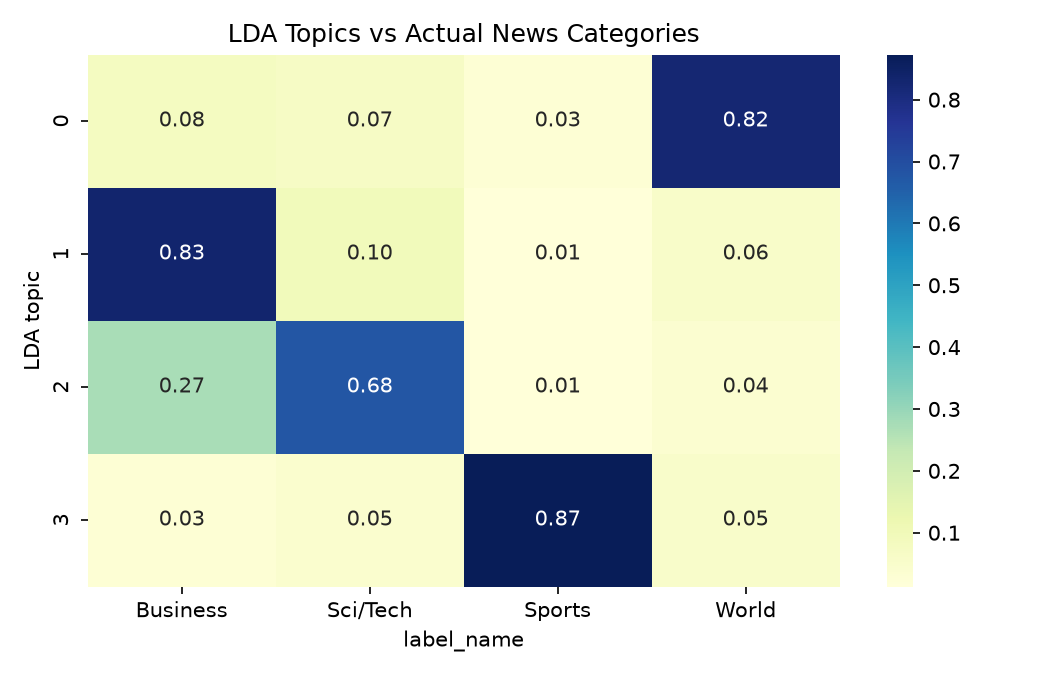 LDA Topics vs Actual News Categories
LDA topic
0 0.08 0.07 0.03 0.82
1 0.83 0.10 0.01 0.06
2 0.27 0.68 0.01 0.04
3 0.03 0.05 0.87 0.05
Business Sci/Tech Sports World
label_name
0.8
0.7
0.6
0.5
0.4
0.3
0.2
0.1